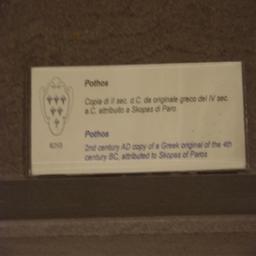 Pothos
Copia di II sec. d.C. da originale greco del IV sec.
a.C. attribuito a Skopas di Paro
Pothos
2nd century AD copy of a Greek original of the 4th
century BC, attributed to Skopas of Paros